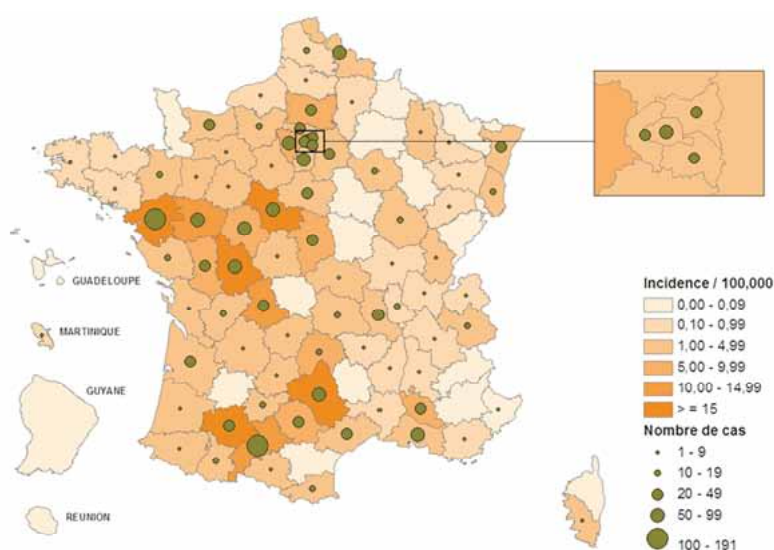 GUADELOUPE
MARTINIQUE
GUYANE
REUNION
Incidence / 100,000
0,00 - 0,09
0,10 - 0,99
1,00 - 4,99
5,00 - 9,99
10,00 - 14,99
> = 15
Nombre de cas
1 - 9
10 - 19
20 - 49
50 - 99
100 - 191